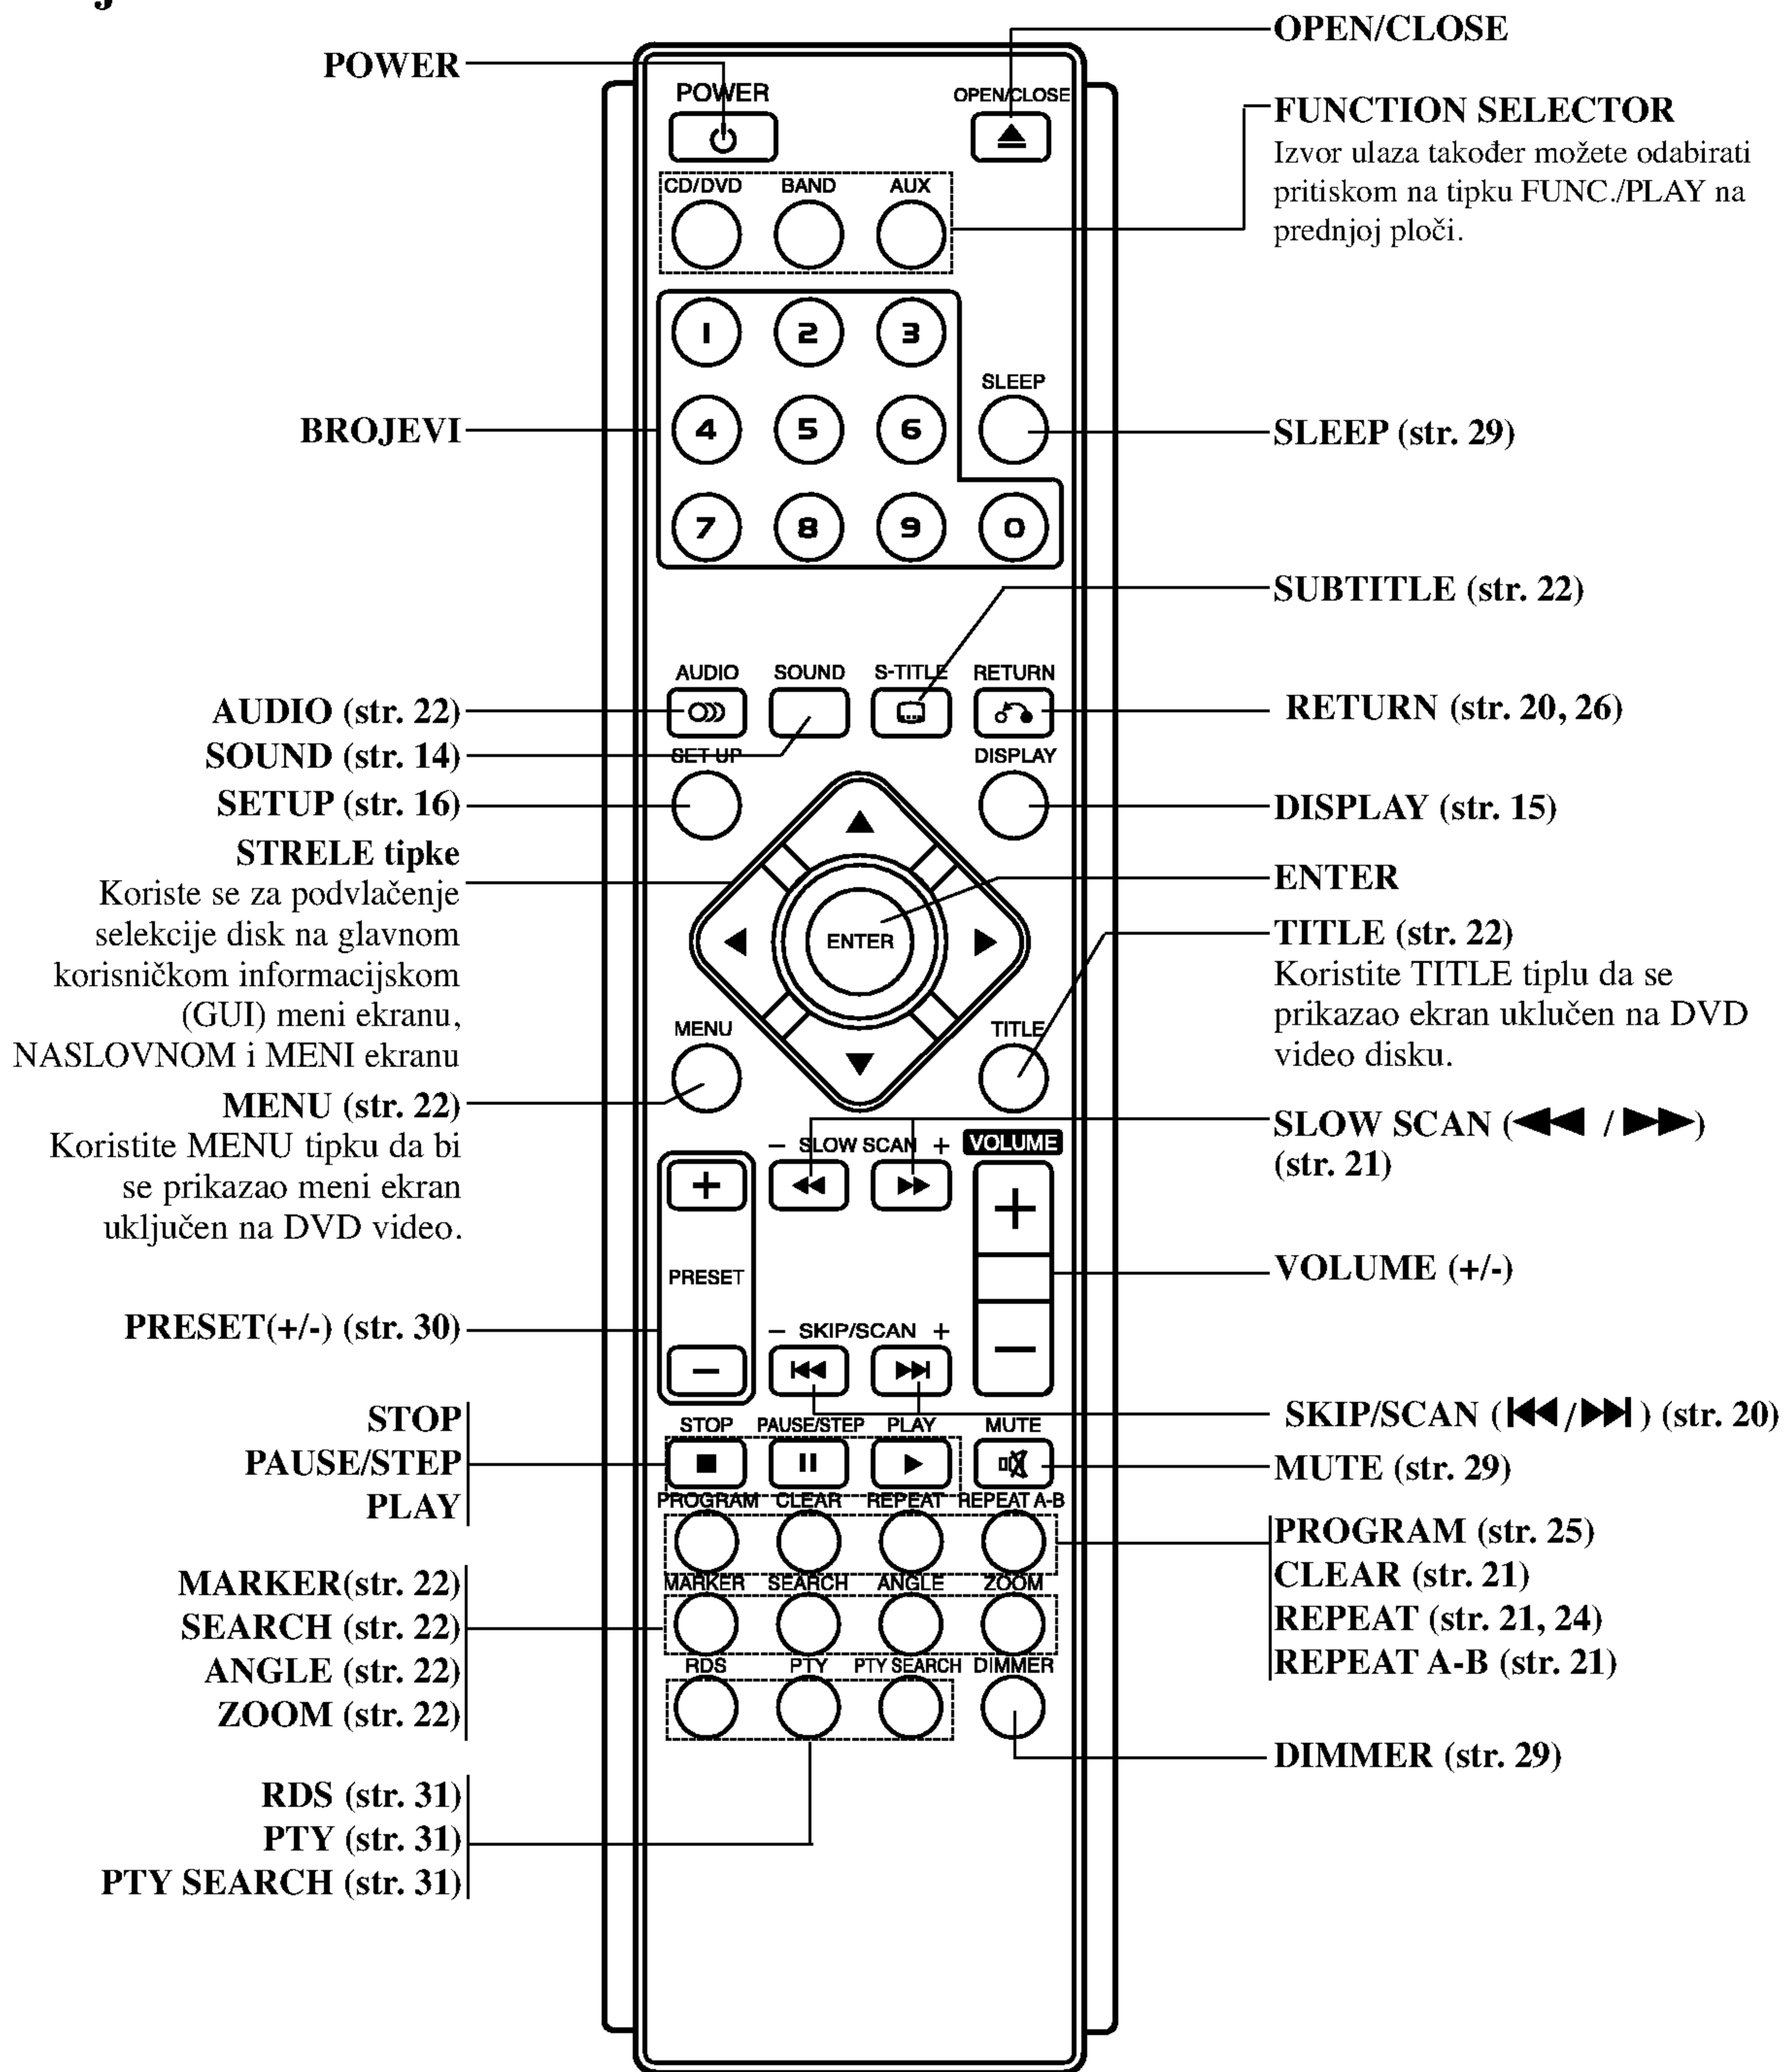 POWER
BROJEVI
AUDIO (str. 22)
SOUND (str. 14)
SETUP (str. 16)
STRELE tipke
Koriste se za podvlačenje
selekcije disk na glavnom
korisničkom informacijskom
(GUI) meni ekranu,
NASLOVNOM i MENI ekranu
MENU (str. 22)
Koristite MENU tipku da bi
se prikazao meni ekran
uključen na DVD video.
PRESET(+/-) (str. 30)
STOP
PAUSE/STEP
PLAY
MARKER(str. 22)
SEARCH (str. 22)
ANGLE (str. 22)
ZOOM (str. 22)
RDS (str. 31)
PTY (str. 31)
PTY SEARCH (str. 31)
POWER OPEN/CLOSE
CD/DVD BAND AUX
1 2 3
SLEEP
4 5 6
7 8 9 0
AUDIO SOUND S-TITLE RETURN
SET UP DISPLAY
ENTER
MENU TITLE
– SLOW SCAN + VOLUME
+ ◀◀ ▶▶ +
PRESET
– SKIP/SCAN +
– |◀◀ ▶▶| –
STOP PAUSE/STEP PLAY MUTE
PROGRAM CLEAR REPEAT REPEAT A-B
MARKER SEARCH ANGLE ZOOM
RDS PTY PTY SEARCH DIMMER
OPEN/CLOSE
FUNCTION SELECTOR
Izvor ulaza također možete odabirati
pritiskom na tipku FUNC./PLAY na
prednjoj ploči.
SLEEP (str. 29)
SUBTITLE (str. 22)
RETURN (str. 20, 26)
DISPLAY (str. 15)
ENTER
TITLE (str. 22)
Koristite TITLE tiplu da se
prikazao ekran uklučen na DVD
video disku.
SLOW SCAN (◀◀ / ▶▶)
(str. 21)
VOLUME (+/-)
SKIP/SCAN (|◀◀/▶▶| ) (str. 20)
MUTE (str. 29)
PROGRAM (str. 25)
CLEAR (str. 21)
REPEAT (str. 21, 24)
REPEAT A-B (str. 21)
DIMMER (str. 29)